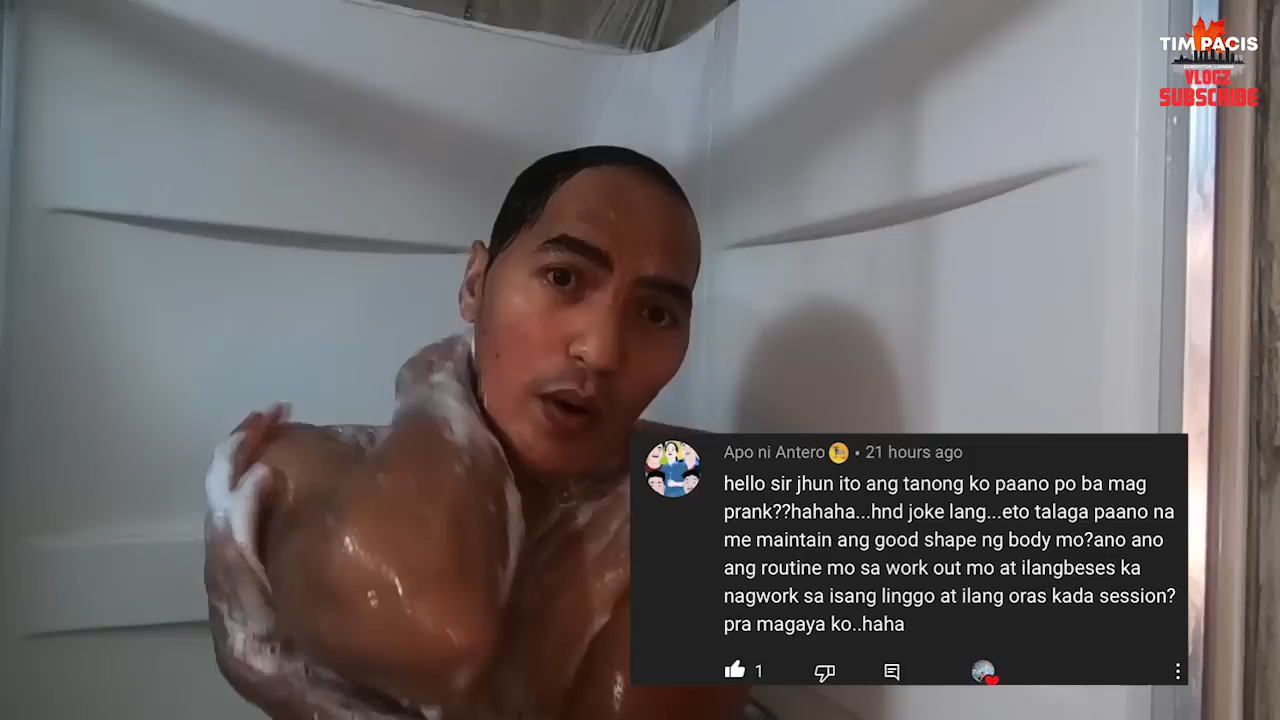 TIM PACIS
EDMONTON, CANADA
VLOGZ
SUBSCRIBE
Apo ni Antero • 21 hours ago
hello sir jhun ito ang tanong ko paano po ba mag
prank??hahaha...hnd joke lang...eto talaga paano na
me maintain ang good shape ng body mo?ano ano
ang routine mo sa work out mo at ilangbeses ka
nagwork sa isang linggo at ilang oras kada session?
pra magaya ko..haha
1